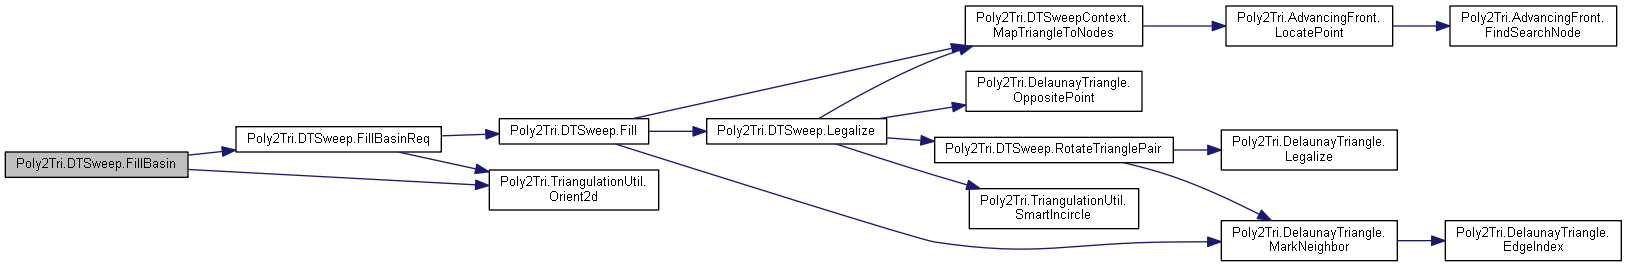 Poly2Tri.DTSweep.FillBasin
Poly2Tri.DTSweep.FillBasinReq
Poly2Tri.DTSweep.Fill
Poly2Tri.TriangulationUtil.
Orient2d
Poly2Tri.DTSweep.Legalize
Poly2Tri.DTSweepContext.
MapTriangleToNodes
Poly2Tri.DelaunayTriangle.
OppositePoint
Poly2Tri.DTSweep.RotateTrianglePair
Poly2Tri.TriangulationUtil.
SmartIncircle
Poly2Tri.AdvancingFront.
LocatePoint
Poly2Tri.DelaunayTriangle.
Legalize
Poly2Tri.DelaunayTriangle.
MarkNeighbor
Poly2Tri.AdvancingFront.
FindSearchNode
Poly2Tri.DelaunayTriangle.
EdgeIndex